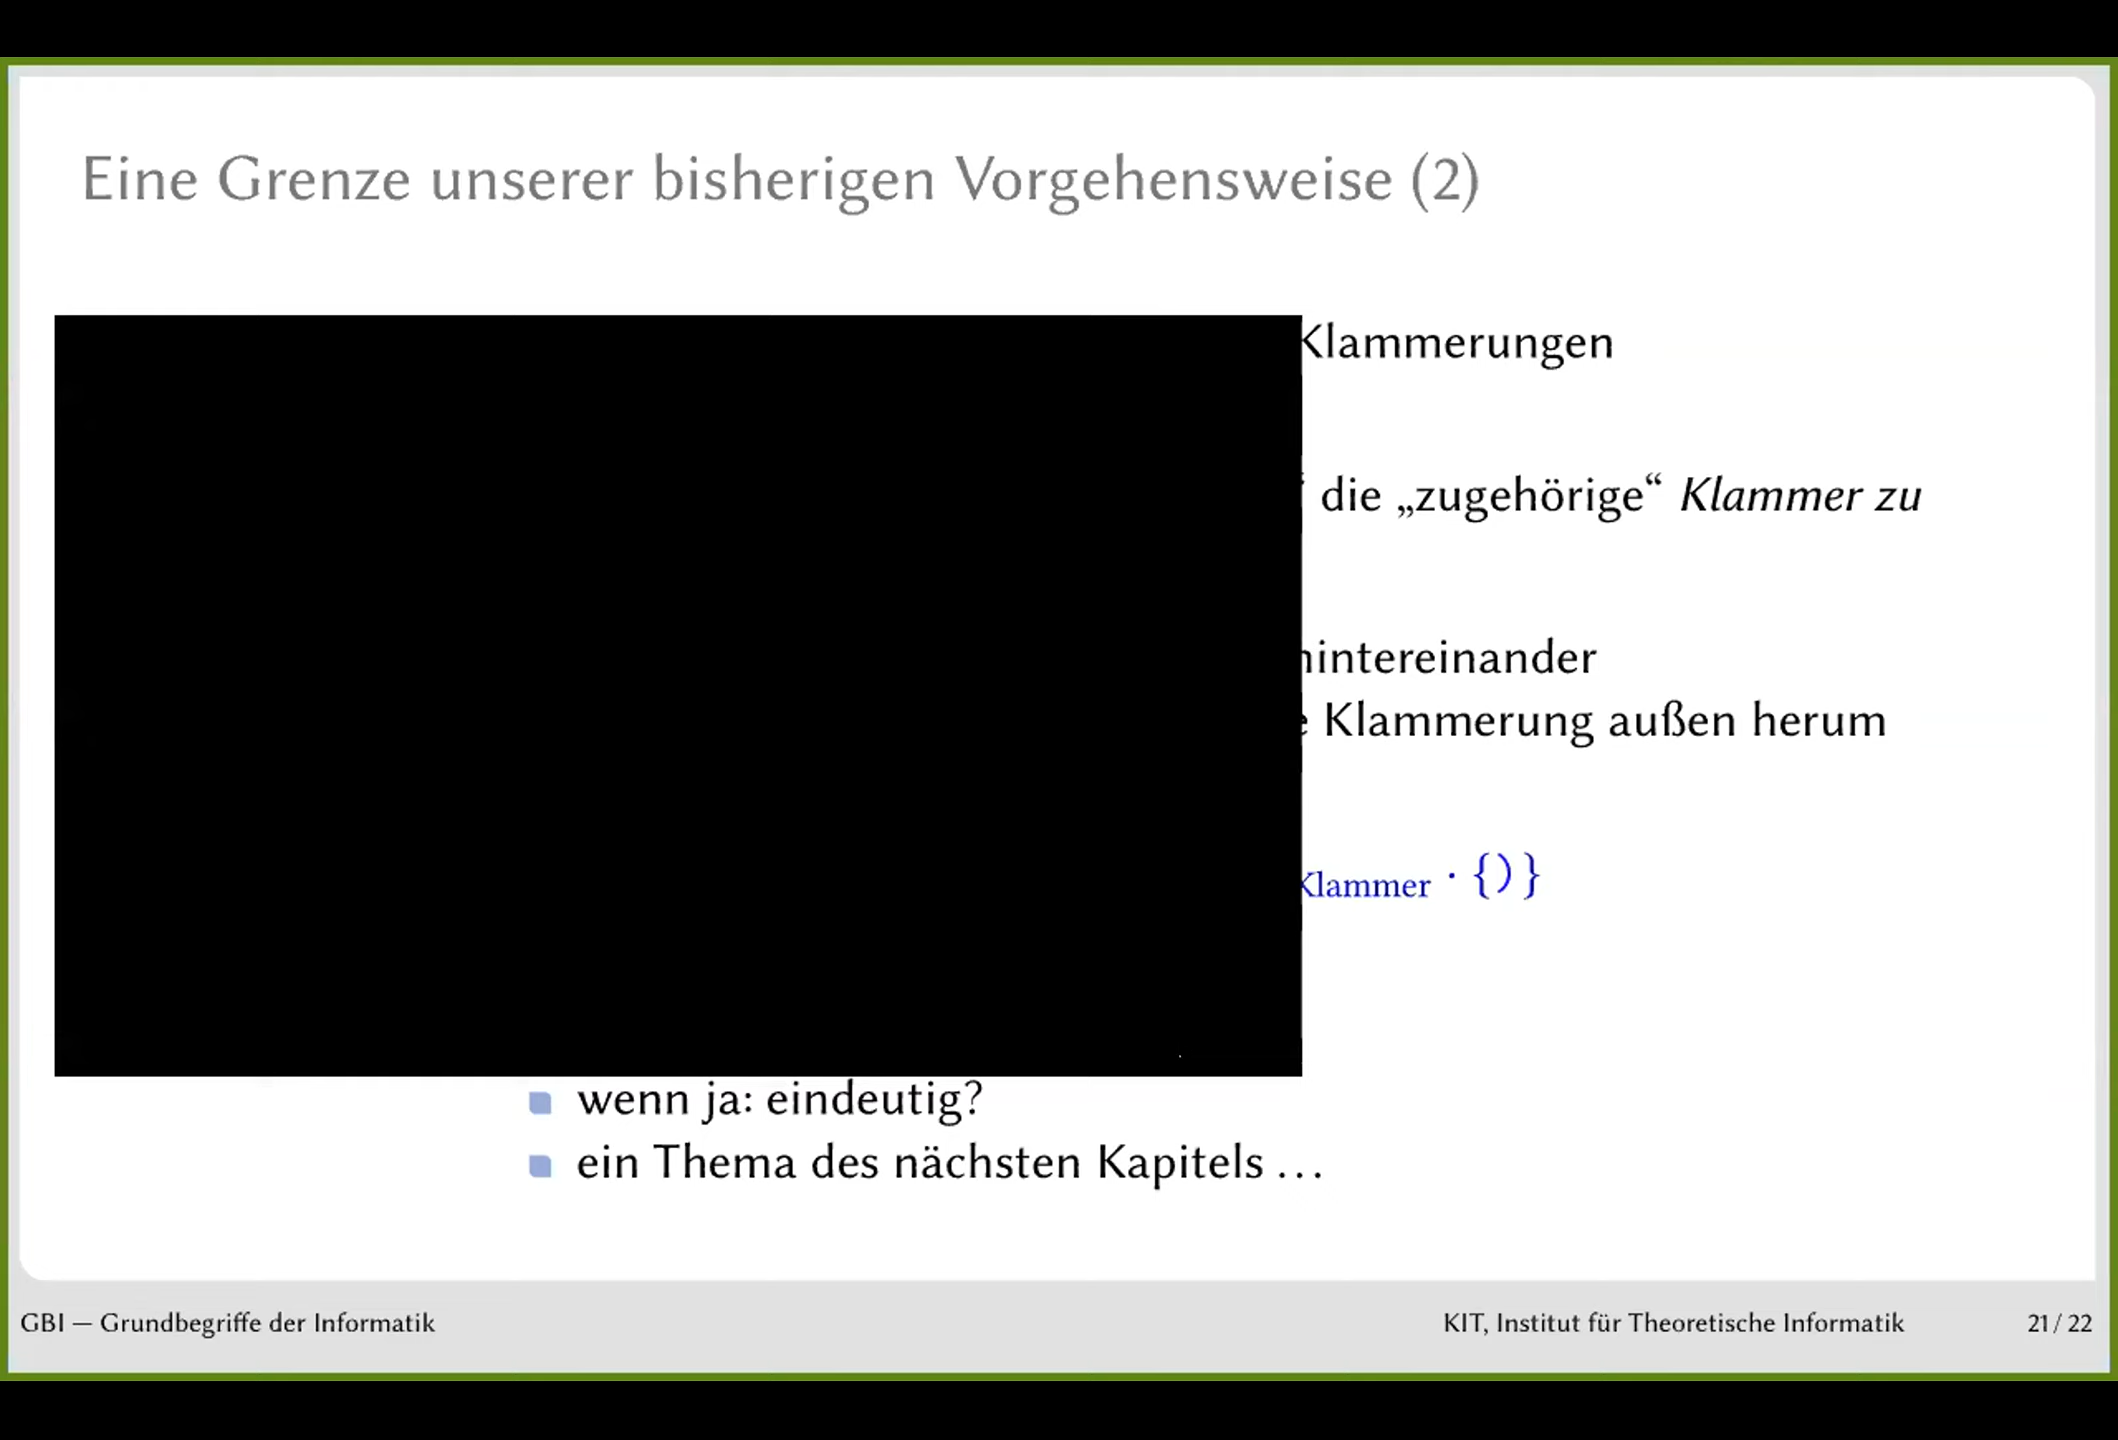 Eine Grenze unserer bisherigen Vorgehensweise (2)
Klammerungen
die „zugehörige“ Klammer zu
hintereinander
Klammerung außen herum
Klammer · {)}
wenn ja: eindeutig?
ein Thema des nächsten Kapitels ...
GBI — Grundbegriffe der Informatik
KIT, Institut für Theoretische Informatik
21 / 22